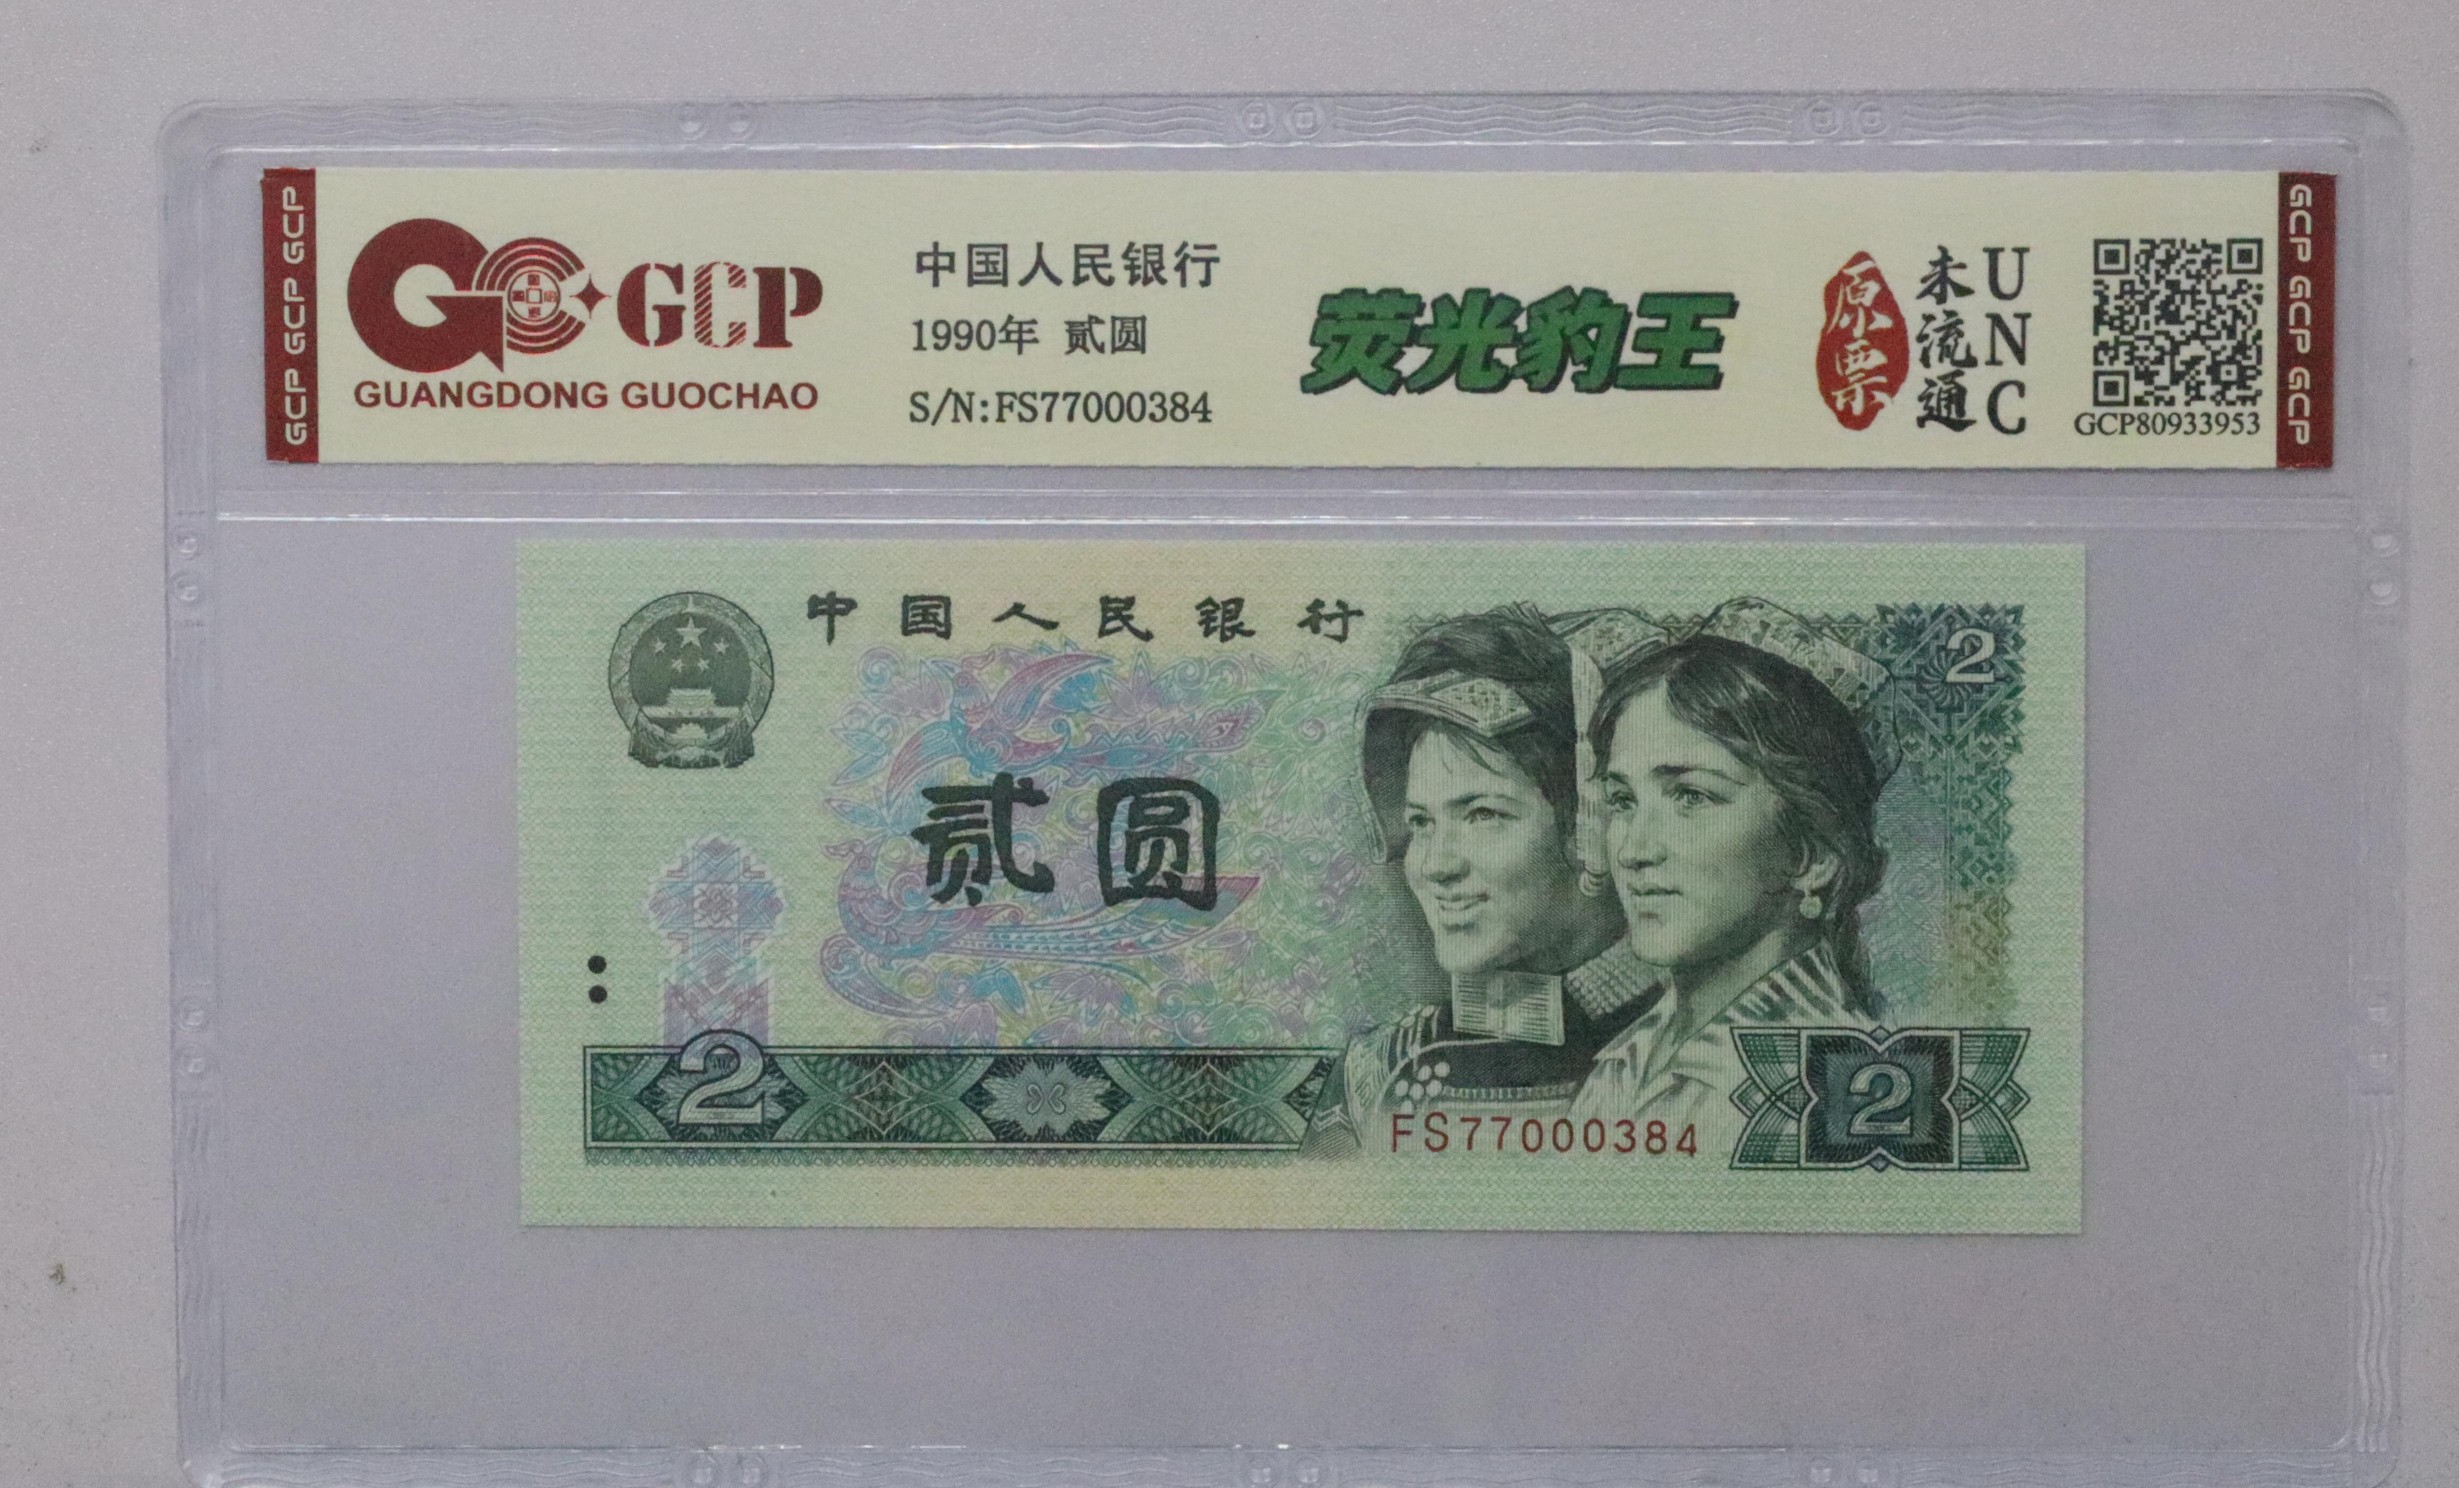 GCP GCP GCP
GCP
GUANGDONG GUOCHAO
中国人民银行
1990年 贰圆
S/N:FS77000384
荧光豹王
原票
未流通
UNC
GCP80933953
GCP GCP GCP
中国人民银行
2
贰圆
2
FS77000384
2